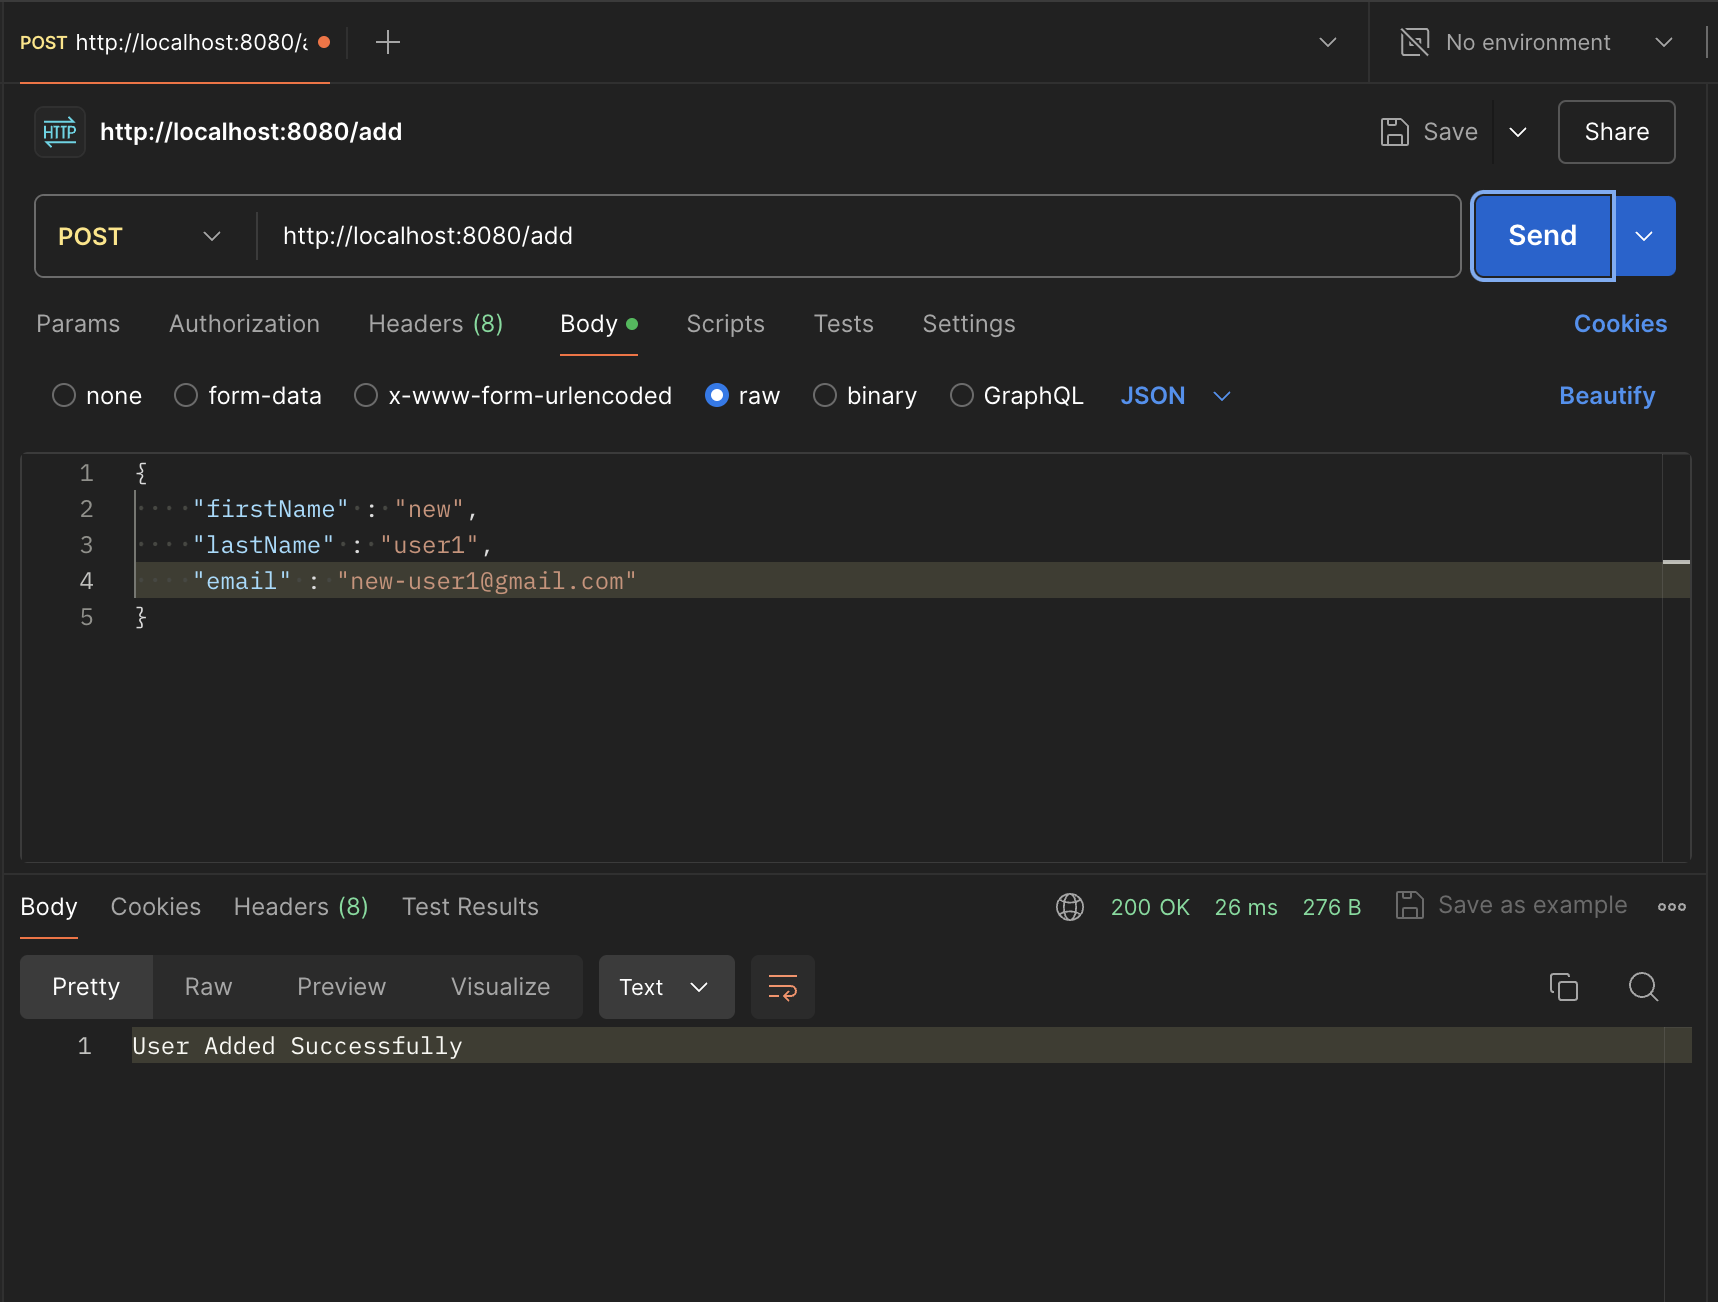 POST http://localhost:8080/a
No environment
HTTP http://localhost:8080/add
Save
Share
POST http://localhost:8080/add
Send
Params Authorization Headers (8) Body Scripts Tests Settings Cookies
none form-data x-www-form-urlencoded raw binary GraphQL JSON Beautify
1 {
2 "firstName" : "new",
3 "lastName" : "user1",
4 "email" : "new-user1@gmail.com"
5 }
Body Cookies Headers (8) Test Results 200 OK 26 ms 276 B Save as example
Pretty Raw Preview Visualize Text
1 User Added Successfully